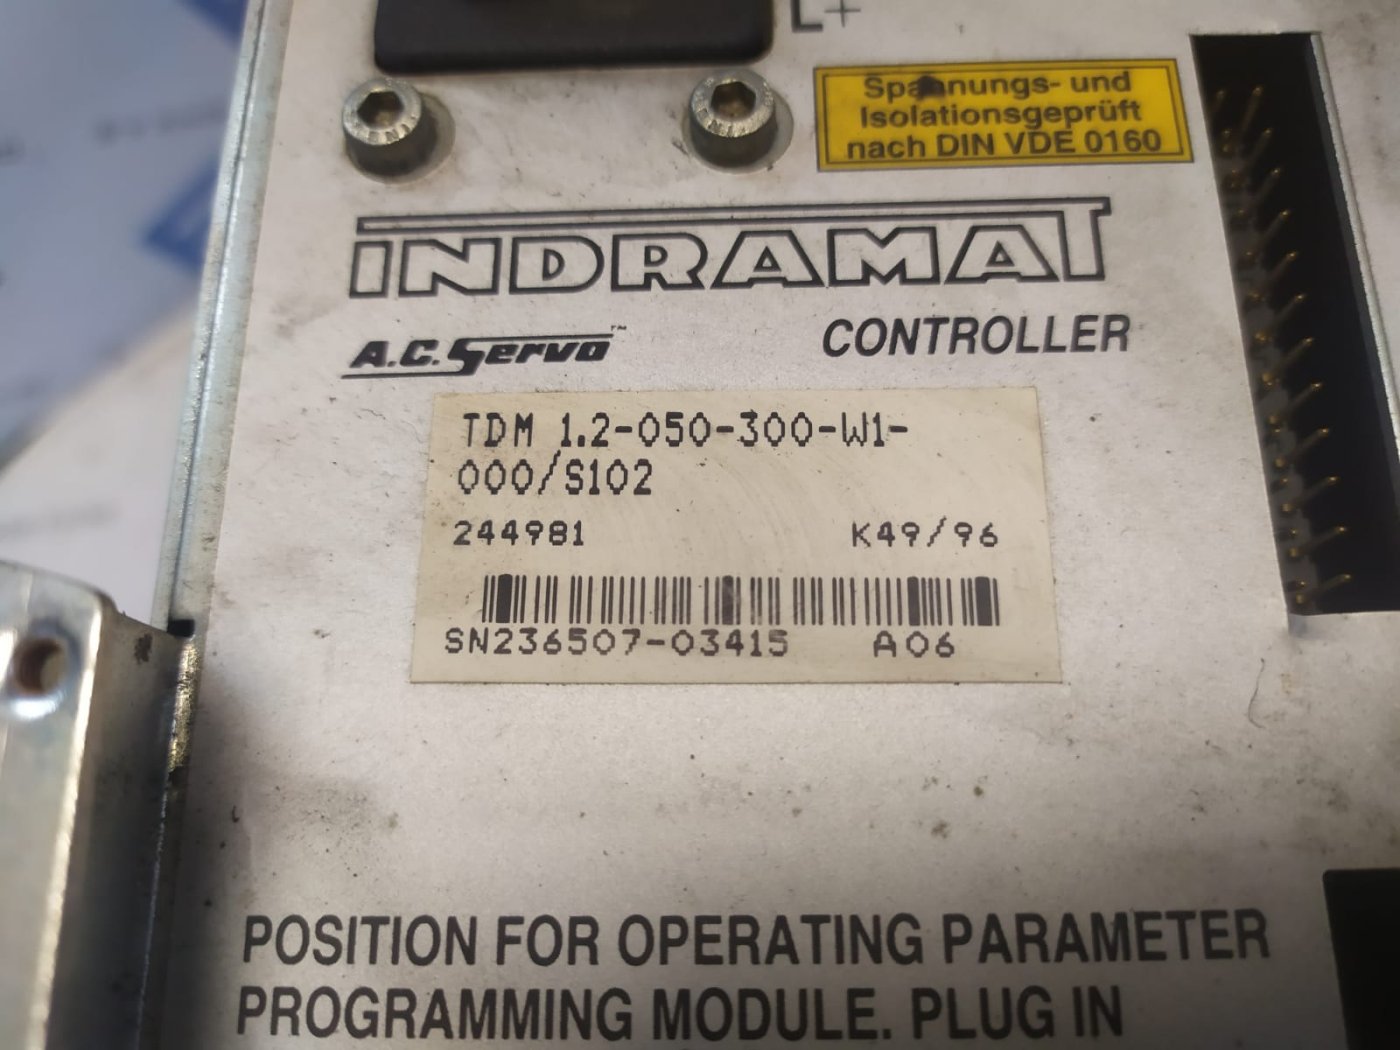 L+
Spannungs- und
Isolationsgeprüft
nach DIN VDE 0160
INDRAMAT
A.C. Servo™ CONTROLLER
TDM 1.2-050-300-W1-
000/S102
244981 K49/96
SN236507-03415 A06
POSITION FOR OPERATING PARAMETER
PROGRAMMING MODULE. PLUG IN